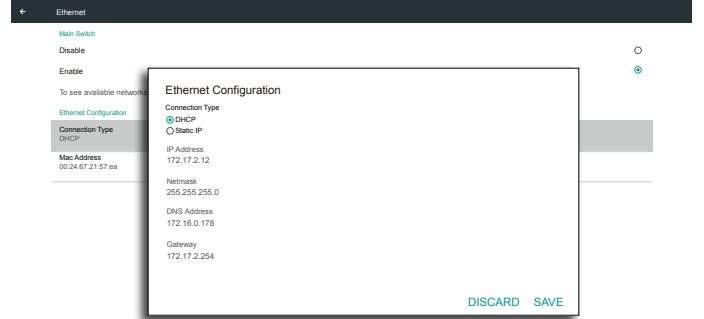 Ethernet
Main Switch
Disable
Enable
To see available networks
Ethernet Configuration
Connection Type
DHCP
Mac Address
00:24:67:21:57:ea
Ethernet Configuration
Connection Type
DHCP
Static IP
IP Address
172.17.2.12
Netmask
255.255.255.0
DNS Address
172.16.0.178
Gateway
172.17.2.254
DISCARD SAVE